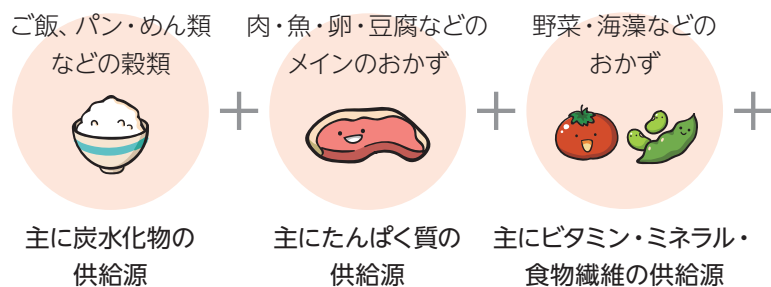 ご飯、パン・めん類
などの穀類
肉・魚・卵・豆腐などの
メインのおかず
野菜・海藻などの
おかず
+
+
+
主に炭水化物の
供給源
主にたんぱく質の
供給源
主にビタミン・ミネラル・
食物繊維の供給源